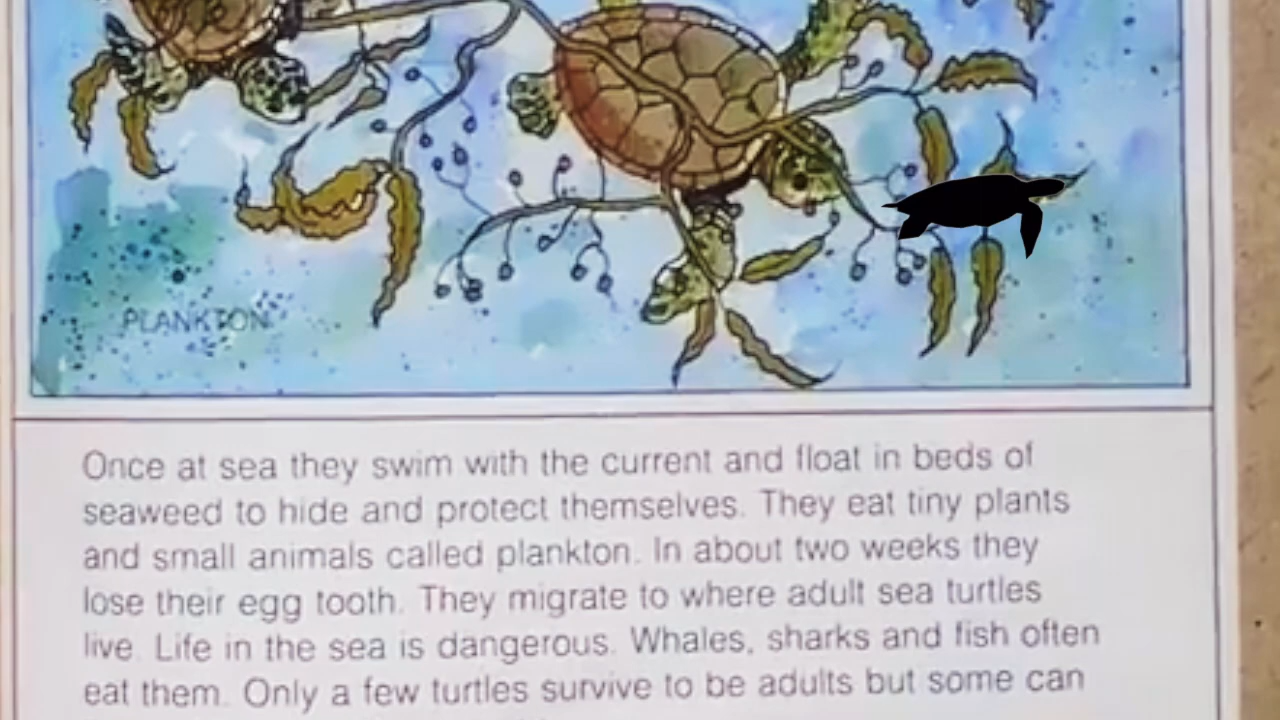 PLANKTON
Once at sea they swim with the current and float in beds of
seaweed to hide and protect themselves. They eat tiny plants
and small animals called plankton. In about two weeks they
lose their egg tooth. They migrate to where adult sea turtles
live. Life in the sea is dangerous. Whales, sharks and fish often
eat them. Only a few turtles survive to be adults but some can